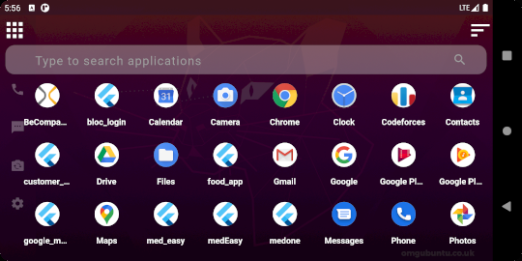 5:56 A LTE
Type to search applications
31
BeCompa... bloc_login Calendar Camera Chrome Clock Codeforces Contacts
customer_... Drive Files food_app Gmail Google Google Pl... Google Pl...
google_m... Maps med_easy medEasy medone Messages Phone Photos
omgubuntu.co.uk